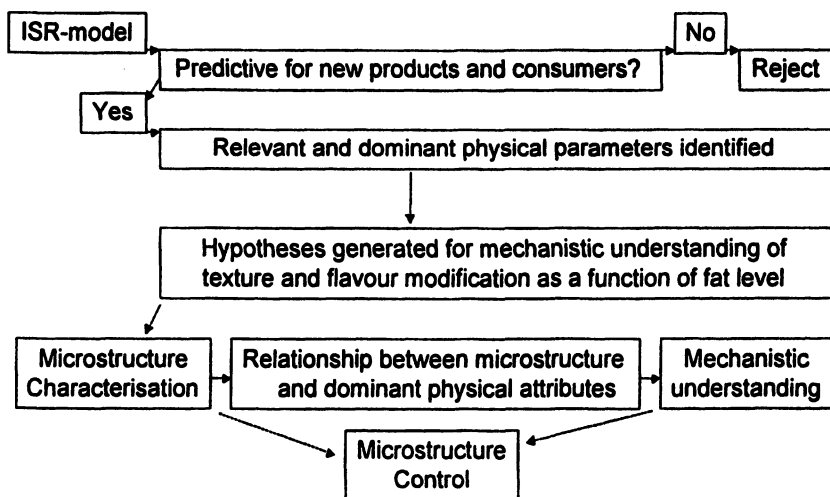 ISR-model
No
Predictive for new products and consumers?
Reject
Yes
Relevant and dominant physical parameters identified
Hypotheses generated for mechanistic understanding of
texture and flavour modification as a function of fat level
Microstructure
Characterisation
Relationship between microstructure
and dominant physical attributes
Mechanistic
understanding
Microstructure
Control